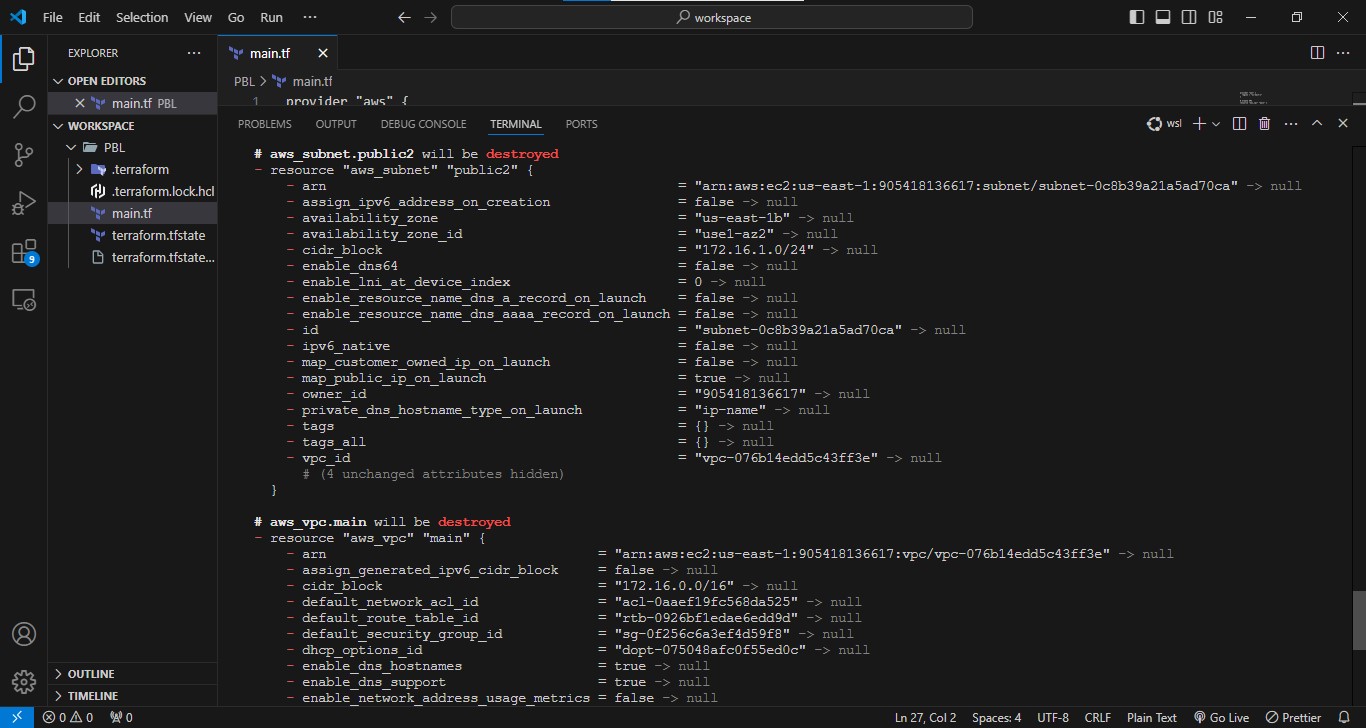 File Edit Selection View Go Run ··· workspace
EXPLORER ···
OPEN EDITORS
main.tf PBL
WORKSPACE
PBL
.terraform
.terraform.lock.hcl
main.tf
terraform.tfstate
terraform.tfstate...
OUTLINE
TIMELINE
9
main.tf
PBL > main.tf
1 provider "aws" {
PROBLEMS OUTPUT DEBUG CONSOLE TERMINAL PORTS
wsl
# aws_subnet.public2 will be destroyed
- resource "aws_subnet" "public2" {
- arn = "arn:aws:ec2:us-east-1:905418136617:subnet/subnet-0c8b39a21a5ad70ca" -> null
- assign_ipv6_address_on_creation = false -> null
- availability_zone = "us-east-1b" -> null
- availability_zone_id = "use1-az2" -> null
- cidr_block = "172.16.1.0/24" -> null
- enable_dns64 = false -> null
- enable_lni_at_device_index = 0 -> null
- enable_resource_name_dns_a_record_on_launch = false -> null
- enable_resource_name_dns_aaaa_record_on_launch = false -> null
- id = "subnet-0c8b39a21a5ad70ca" -> null
- ipv6_native = false -> null
- map_customer_owned_ip_on_launch = false -> null
- map_public_ip_on_launch = true -> null
- owner_id = "905418136617" -> null
- private_dns_hostname_type_on_launch = "ip-name" -> null
- tags = {} -> null
- tags_all = {} -> null
- vpc_id = "vpc-076b14edd5c43ff3e" -> null
# (4 unchanged attributes hidden)
}
# aws_vpc.main will be destroyed
- resource "aws_vpc" "main" {
- arn = "arn:aws:ec2:us-east-1:905418136617:vpc/vpc-076b14edd5c43ff3e" -> null
- assign_generated_ipv6_cidr_block = false -> null
- cidr_block = "172.16.0.0/16" -> null
- default_network_acl_id = "acl-0aaef19fc568da525" -> null
- default_route_table_id = "rtb-0926bf1edae6edd9d" -> null
- default_security_group_id = "sg-0f256c6a3ef4d59f8" -> null
- dhcp_options_id = "dopt-075048afc0f55ed0c" -> null
- enable_dns_hostnames = true -> null
- enable_dns_support = true -> null
- enable_network_address_usage_metrics = false -> null
0 0 0 Ln 27, Col 2 Spaces: 4 UTF-8 CRLF Plain Text Go Live Prettier